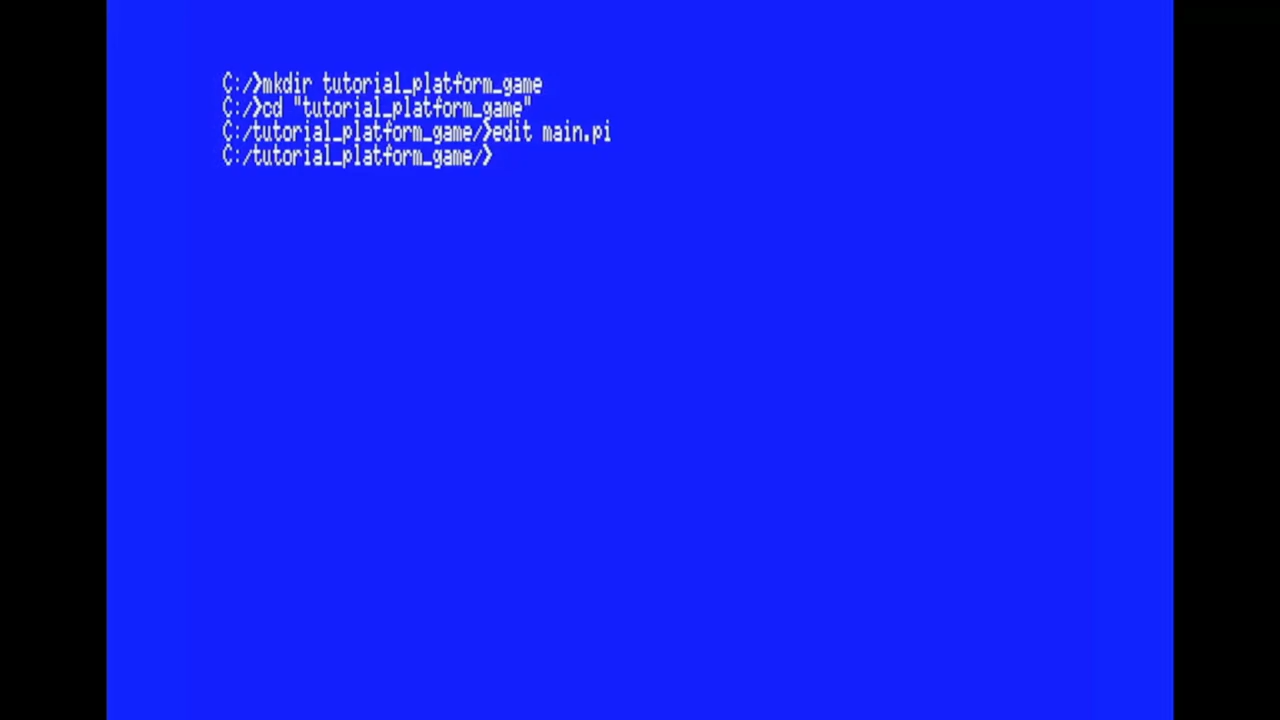 C:/>mkdir tutorial_platform_game
C:/>cd "tutorial_platform_game"
C:/tutorial_platform_game/>edit main.pi
C:/tutorial_platform_game/>